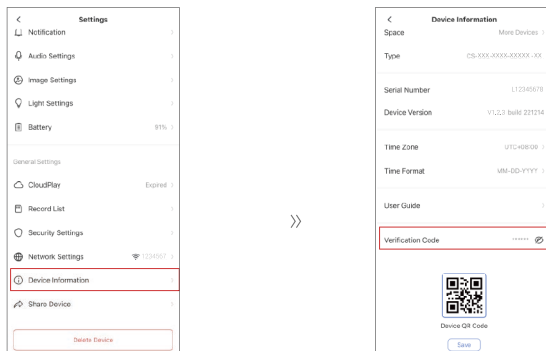 Settings
Notification
Audio Settings
Image Settings
Light Settings
Battery 91%
General Settings
CloudPlay Expired
Record List
Security Settings
Network Settings 1234567
Device Information
Share Device
Delete Device
Device Information
Space More Devices
Type CS-XXX-XXXX-XXXXX -XX
Serial Number L12345678
Device Version V1.2.3 build 221214
Time Zone
Time Format MM-DD-YYYY
User Guide
Verification Code ******
Device QR Code
Save